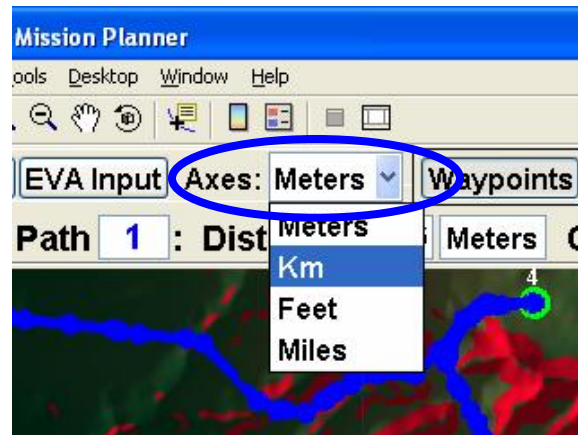 Mission Planner
ools Desktop Window Help
EVA Input Axes: Meters Waypoints
Path 1 : Dist Meters
Meters
Km
Feet
Miles
4